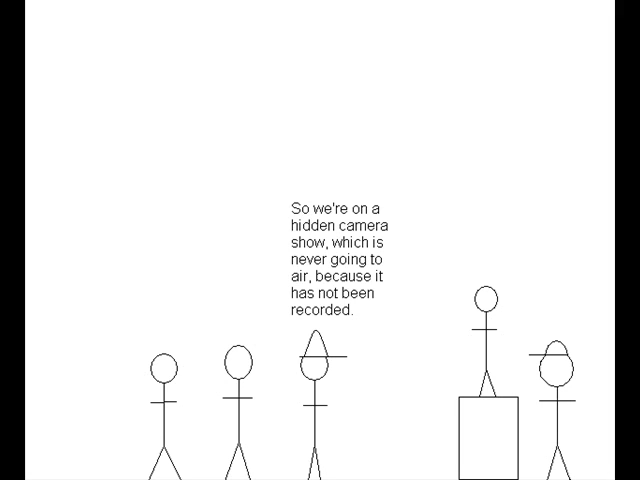 So we're on a
hidden camera
show, which is
never going to
air, because it
has not been
recorded.